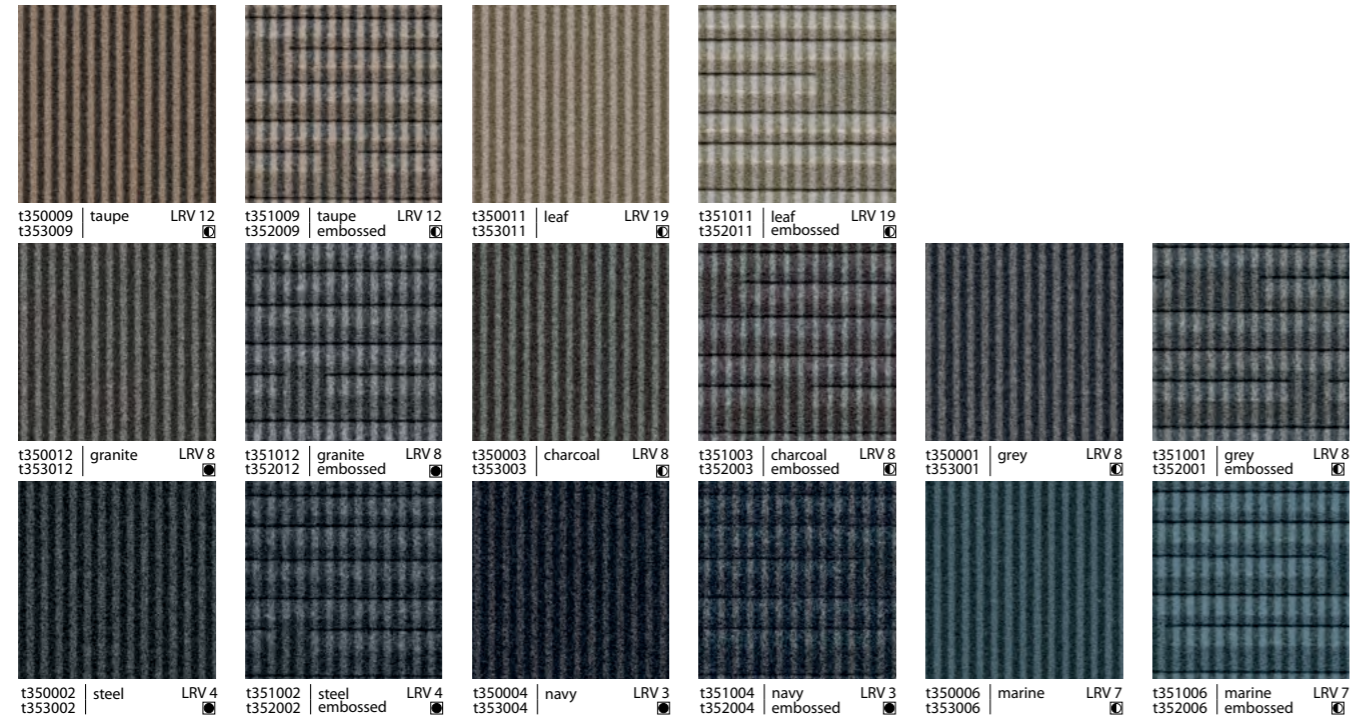 t350009 taupe LRV 12
t353009
t351009 taupe LRV 12
t352009 embossed
t350011 leaf LRV 19
t353011
t351011 leaf LRV 19
t352011 embossed
t350012 granite LRV 8
t353012
t351012 granite LRV 8
t352012 embossed
t350003 charcoal LRV 8
t353003
t351003 charcoal LRV 8
t352003 embossed
t350001 grey LRV 8
t353001
t351001 grey LRV 8
t352001 embossed
t350002 steel LRV 4
t353002
t351002 steel LRV 4
t352002 embossed
t350004 navy LRV 3
t353004
t351004 navy LRV 3
t352004 embossed
t350006 marine LRV 7
t353006
t351006 marine LRV 7
t352006 embossed